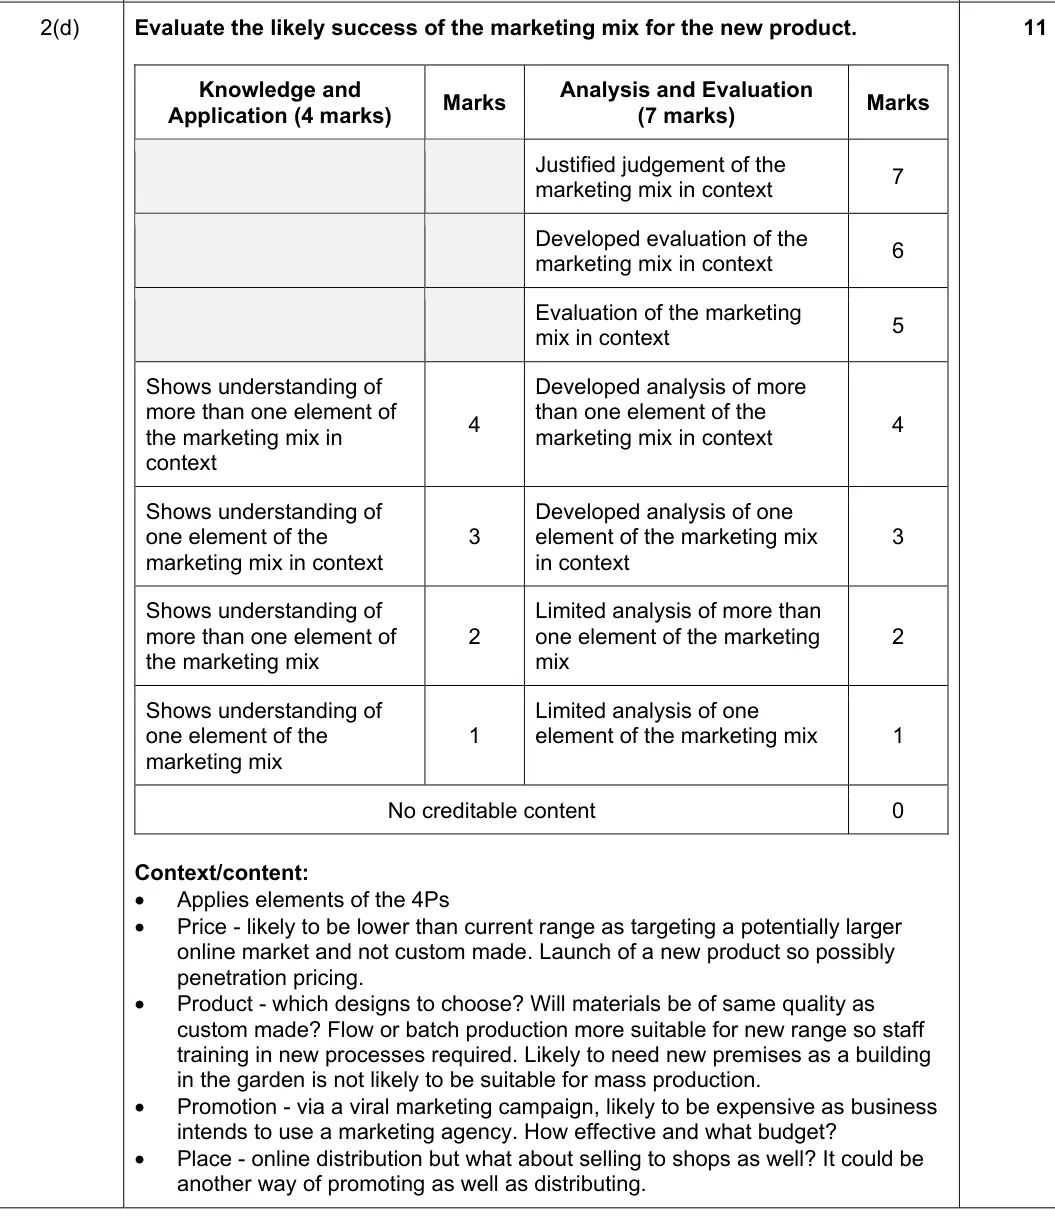 2(d)
Evaluate the likely success of the marketing mix for the new product.
11
Knowledge and
Application (4 marks)
Marks
Analysis and Evaluation
(7 marks)
Marks
Justified judgement of the
marketing mix in context
7
Developed evaluation of the
marketing mix in context
6
Evaluation of the marketing
mix in context
5
Shows understanding of
more than one element of
the marketing mix in
context
4
Developed analysis of more
than one element of the
marketing mix in context
4
Shows understanding of
one element of the
marketing mix in context
3
Developed analysis of one
element of the marketing mix
in context
3
Shows understanding of
more than one element of
the marketing mix
2
Limited analysis of more than
one element of the marketing
mix
2
Shows understanding of
one element of the
marketing mix
1
Limited analysis of one
element of the marketing mix
1
No creditable content
0
Context/content:
• Applies elements of the 4Ps
• Price - likely to be lower than current range as targeting a potentially larger
online market and not custom made. Launch of a new product so possibly
penetration pricing.
• Product - which designs to choose? Will materials be of same quality as
custom made? Flow or batch production more suitable for new range so staff
training in new processes required. Likely to need new premises as a building
in the garden is not likely to be suitable for mass production.
• Promotion - via a viral marketing campaign, likely to be expensive as business
intends to use a marketing agency. How effective and what budget?
• Place - online distribution but what about selling to shops as well? It could be
another way of promoting as well as distributing.